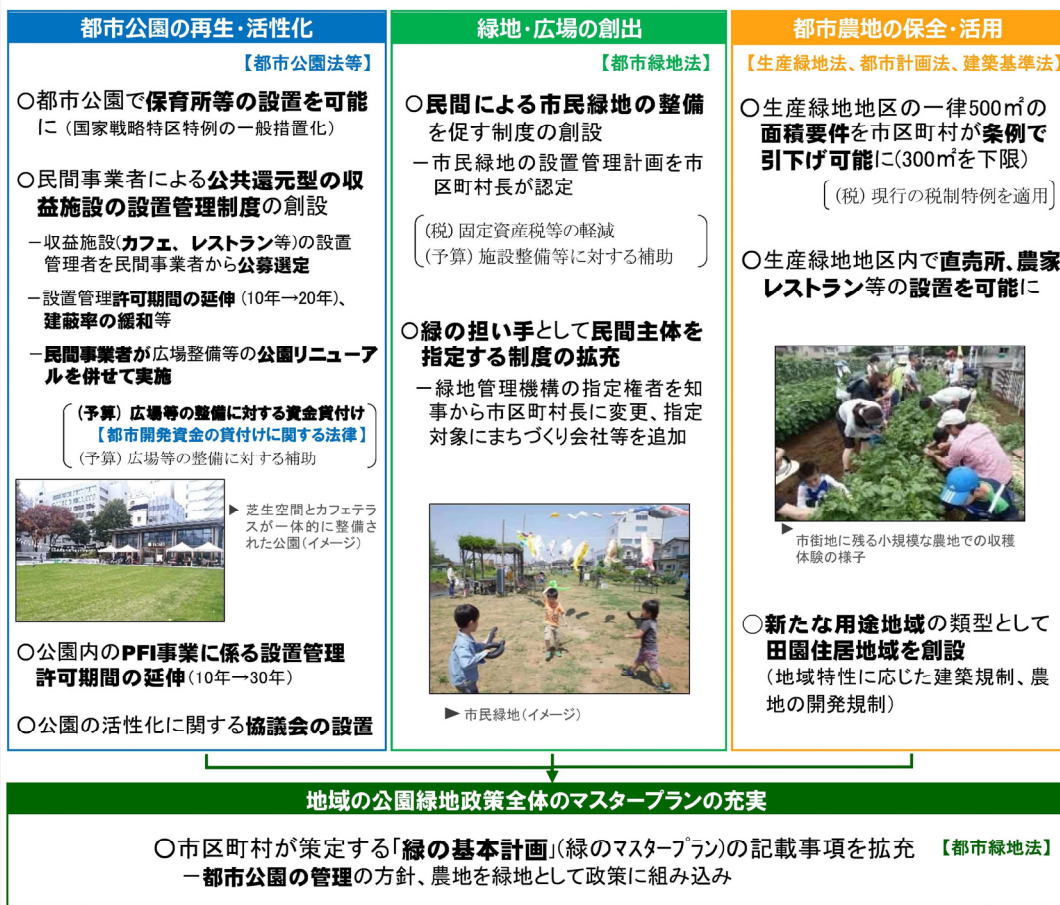 都市公園の再生・活性化
【都市公園法等】
○都市公園で保育所等の設置を可能
に（国家戦略特区特例の一般措置化）
○民間事業者による公共還元型の収
益施設の設置管理制度の創設
－収益施設(カフェ、レストラン等)の設置
管理者を民間事業者から公募選定
－設置管理許可期間の延伸（10年→20年）、
建蔽率の緩和等
－民間事業者が広場整備等の公園リニューア
ルを併せて実施
（予算）広場等の整備に対する資金貸付け
【都市開発資金の貸付けに関する法律】
（予算）広場等の整備に対する補助
▶ 芝生空間とカフェテラ
スが一体的に整備さ
れた公園（イメージ）
○公園内のPFI事業に係る設置管理
許可期間の延伸（10年→30年）
○公園の活性化に関する協議会の設置
緑地・広場の創出
【都市緑地法】
○民間による市民緑地の整備
を促す制度の創設
－市民緑地の設置管理計画を市
区町村長が認定
（税）固定資産税等の軽減
（予算）施設整備等に対する補助
○緑の担い手として民間主体を
指定する制度の拡充
－緑地管理機構の指定権者を知
事から市区町村長に変更、指定
対象にまちづくり会社等を追加
▶ 市民緑地（イメージ）
都市農地の保全・活用
【生産緑地法、都市計画法、建築基準法】
○生産緑地地区の一律500㎡の
面積要件を市区町村が条例で
引下げ可能に(300㎡を下限)
（税）現行の税制特例を適用
○生産緑地地区内で直売所、農家
レストラン等の設置を可能に
▶
市街地に残る小規模な農地での収穫
体験の様子
○新たな用途地域の類型として
田園住居地域を創設
（地域特性に応じた建築規制、農
地の開発規制）
地域の公園緑地政策全体のマスタープランの充実
○市区町村が策定する「緑の基本計画」(緑のマスタープラン)の記載事項を拡充 【都市緑地法】
－都市公園の管理の方針、農地を緑地として政策に組み込み